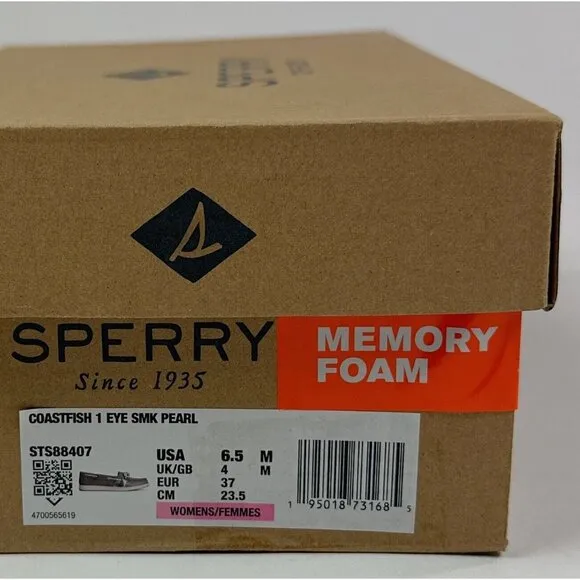 SPERRY
SPERRY
Since 1935
MEMORY
FOAM
COASTFISH 1 EYE SMK PEARL
STS88407
4700565619
USA 6.5 M
UK/GB 4 M
EUR 37
CM 23.5
WOMENS/FEMMES
1 95018 73168 5